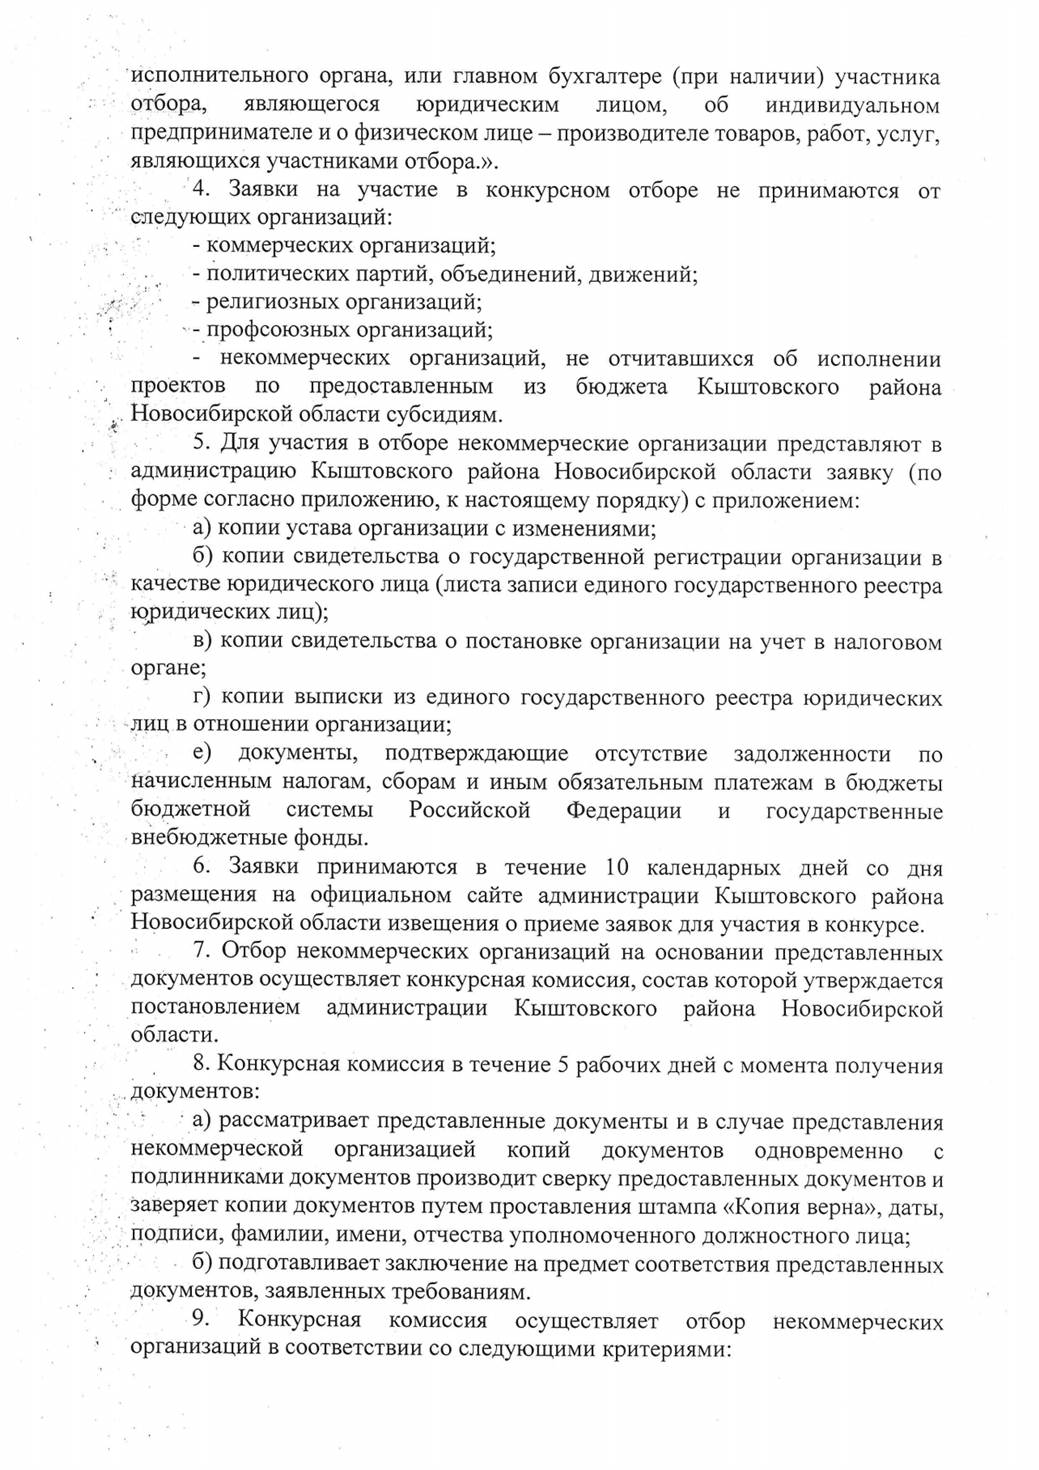 исполнительного органа, или главном бухгалтере (при наличии) участника
отбора, являющегося юридическим лицом, об индивидуальном
предпринимателе и о физическом лице – производителе товаров, работ, услуг,
являющихся участниками отбора.».
4. Заявки на участие в конкурсном отборе не принимаются от
следующих организаций:
- коммерческих организаций;
- политических партий, объединений, движений;
- религиозных организаций;
- профсоюзных организаций;
- некоммерческих организаций, не отчитавшихся об исполнении
проектов по предоставленным из бюджета Кыштовского района
Новосибирской области субсидиям.
5. Для участия в отборе некоммерческие организации представляют в
администрацию Кыштовского района Новосибирской области заявку (по
форме согласно приложению, к настоящему порядку) с приложением:
а) копии устава организации с изменениями;
б) копии свидетельства о государственной регистрации организации в
качестве юридического лица (листа записи единого государственного реестра
юридических лиц);
в) копии свидетельства о постановке организации на учет в налоговом
органе;
г) копии выписки из единого государственного реестра юридических
лиц в отношении организации;
е) документы, подтверждающие отсутствие задолженности по
начисленным налогам, сборам и иным обязательным платежам в бюджеты
бюджетной системы Российской Федерации и государственные
внебюджетные фонды.
6. Заявки принимаются в течение 10 календарных дней со дня
размещения на официальном сайте администрации Кыштовского района
Новосибирской области извещения о приеме заявок для участия в конкурсе.
7. Отбор некоммерческих организаций на основании представленных
документов осуществляет конкурсная комиссия, состав которой утверждается
постановлением администрации Кыштовского района Новосибирской
области.
8. Конкурсная комиссия в течение 5 рабочих дней с момента получения
документов:
а) рассматривает представленные документы и в случае представления
некоммерческой организацией копий документов одновременно с
подлинниками документов производит сверку предоставленных документов и
заверяет копии документов путем проставления штампа «Копия верна», даты,
подписи, фамилии, имени, отчества уполномоченного должностного лица;
б) подготавливает заключение на предмет соответствия представленных
документов, заявленных требованиям.
9. Конкурсная комиссия осуществляет отбор некоммерческих
организаций в соответствии со следующими критериями: